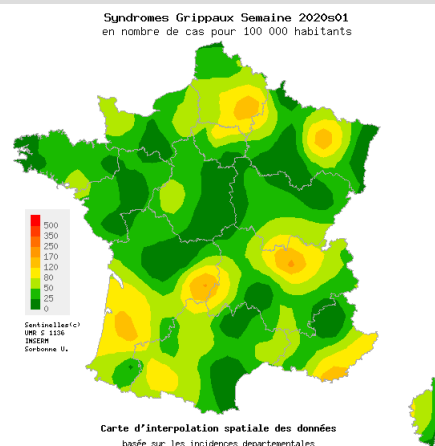 Syndromes Grippaux Semaine 2020s01
en nombre de cas pour 100 000 habitants
500
350
250
170
120
80
50
25
0
Sentinelles(c)
UMR S 1136
INSERM
Sorbonne U.
Carte d'interpolation spatiale des données
basée sur les incidences departementales